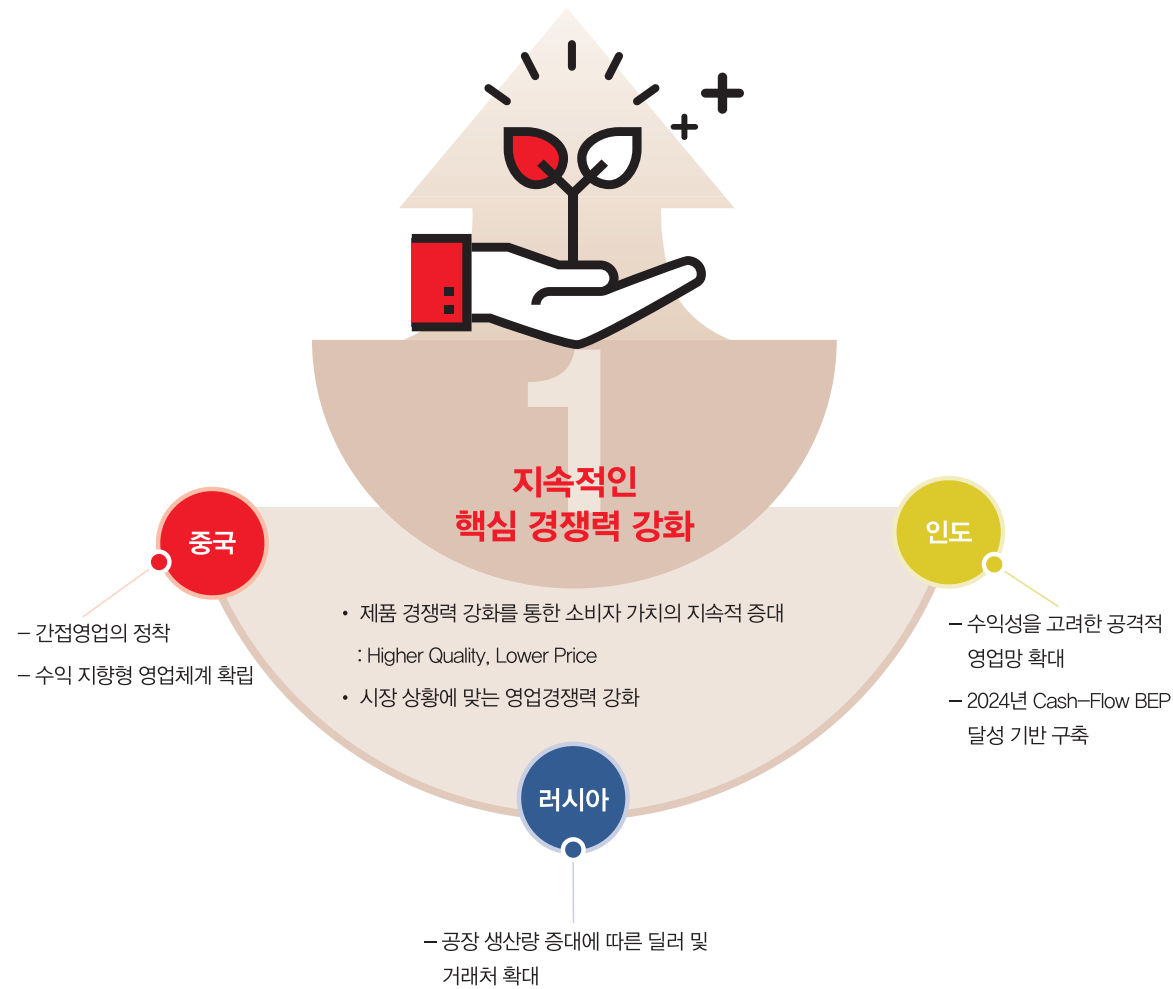 1
지속적인
핵심 경쟁력 강화
중국
– 간접영업의 정착
– 수익 지향형 영업체계 확립
• 제품 경쟁력 강화를 통한 소비자 가치의 지속적 증대
: Higher Quality, Lower Price
• 시장 상황에 맞는 영업경쟁력 강화
인도
– 수익성을 고려한 공격적
영업망 확대
– 2024년 Cash–Flow BEP
달성 기반 구축
러시아
– 공장 생산량 증대에 따른 딜러 및
거래처 확대